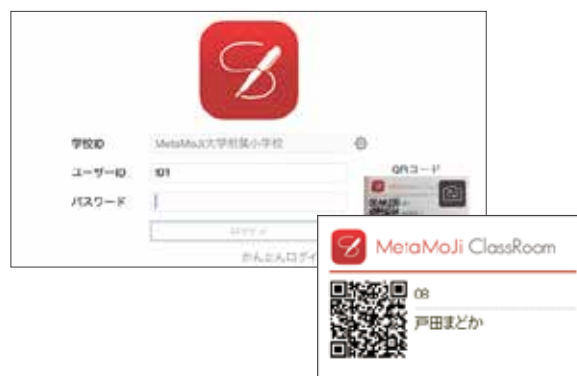 学校ID MetaMoJi大学附属小学校
ユーザーID 101
パスワード
QRコード
かんたんログイ
MetaMoJi ClassRoom
08
戸田まどか